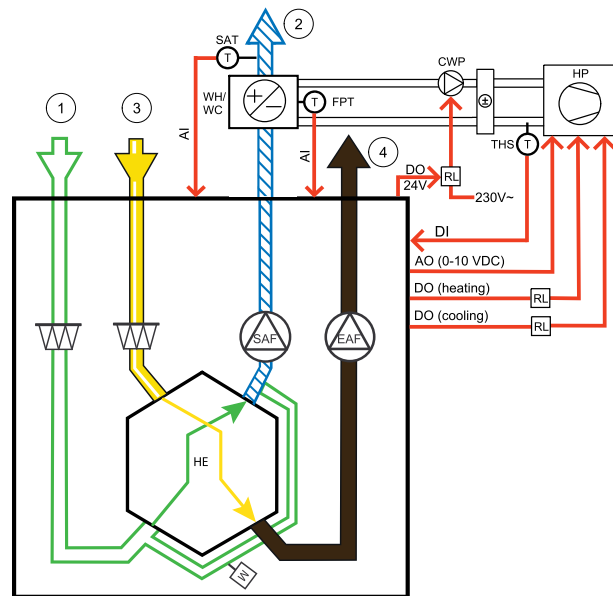 2
SAT
T
CWP
HP
1
3
WH/
WC
+
−
T
FPT
±
THS
T
AI
AI
4
DO
24V
RL
230V~
DI
AO (0-10 VDC)
DO (heating)
RL
DO (cooling)
RL
SAF
EAF
HE
M